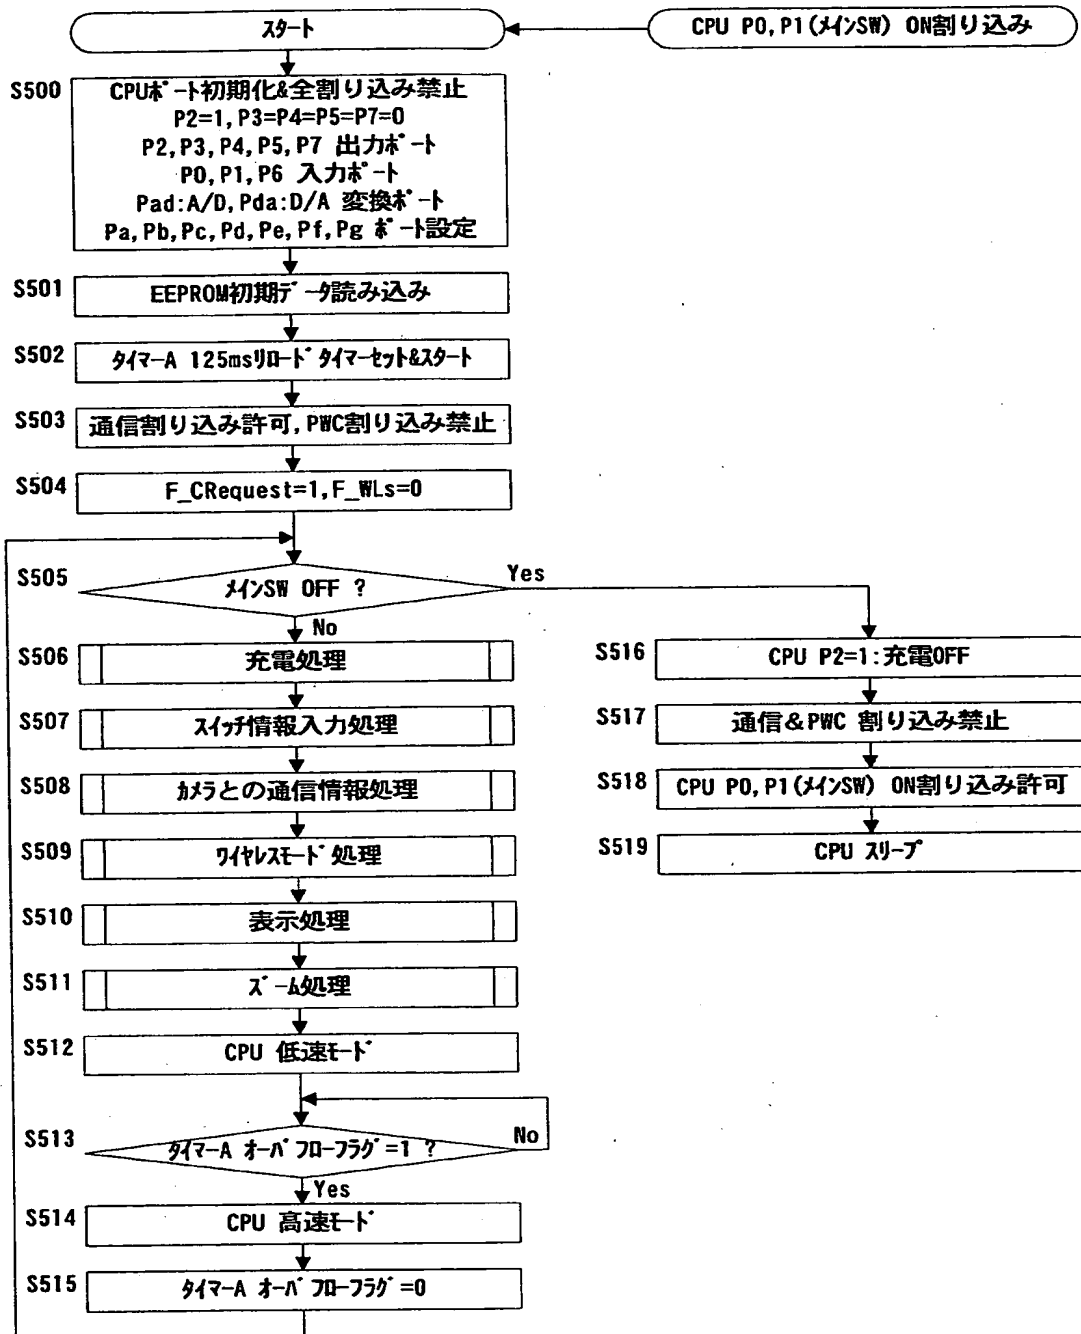 スタート
CPU P0,P1(メインSW) ON割り込み
S500
CPUポート初期化&全割り込み禁止
P2=1,P3=P4=P5=P7=0
P2,P3,P4,P5,P7 出力ポート
P0,P1,P6 入力ポート
Pad:A/D,Pda:D/A 変換ポート
Pa,Pb,Pc,Pd,Pe,Pf,Pg ポート設定
S501
EEPROM初期データ読み込み
S502
タイマーA 125msリロードタイマーセット&スタート
S503
通信割り込み許可,PWC割り込み禁止
S504
F_CRequest=1,F_WLs=0
S505
メインSW OFF ?
Yes
No
S506
充電処理
S516
CPU P2=1:充電OFF
S507
スイッチ情報入力処理
S517
通信&PWC 割り込み禁止
S508
カメラとの通信情報処理
S518
CPU P0,P1(メインSW) ON割り込み許可
S509
ワイヤレスモード処理
S519
CPU スリープ
S510
表示処理
S511
ズーム処理
S512
CPU 低速モード
S513
タイマーA オーバフローフラグ=1 ?
No
Yes
S514
CPU 高速モード
S515
タイマーA オーバフローフラグ=0